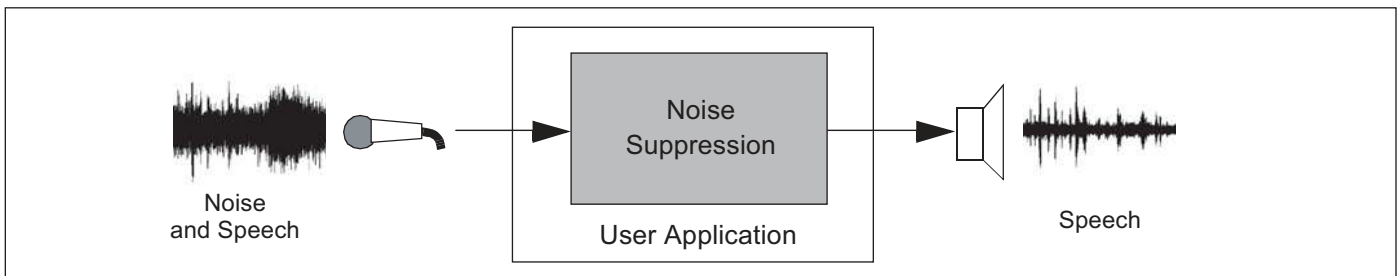 Noise
and Speech
Noise
Suppression
User Application
Speech